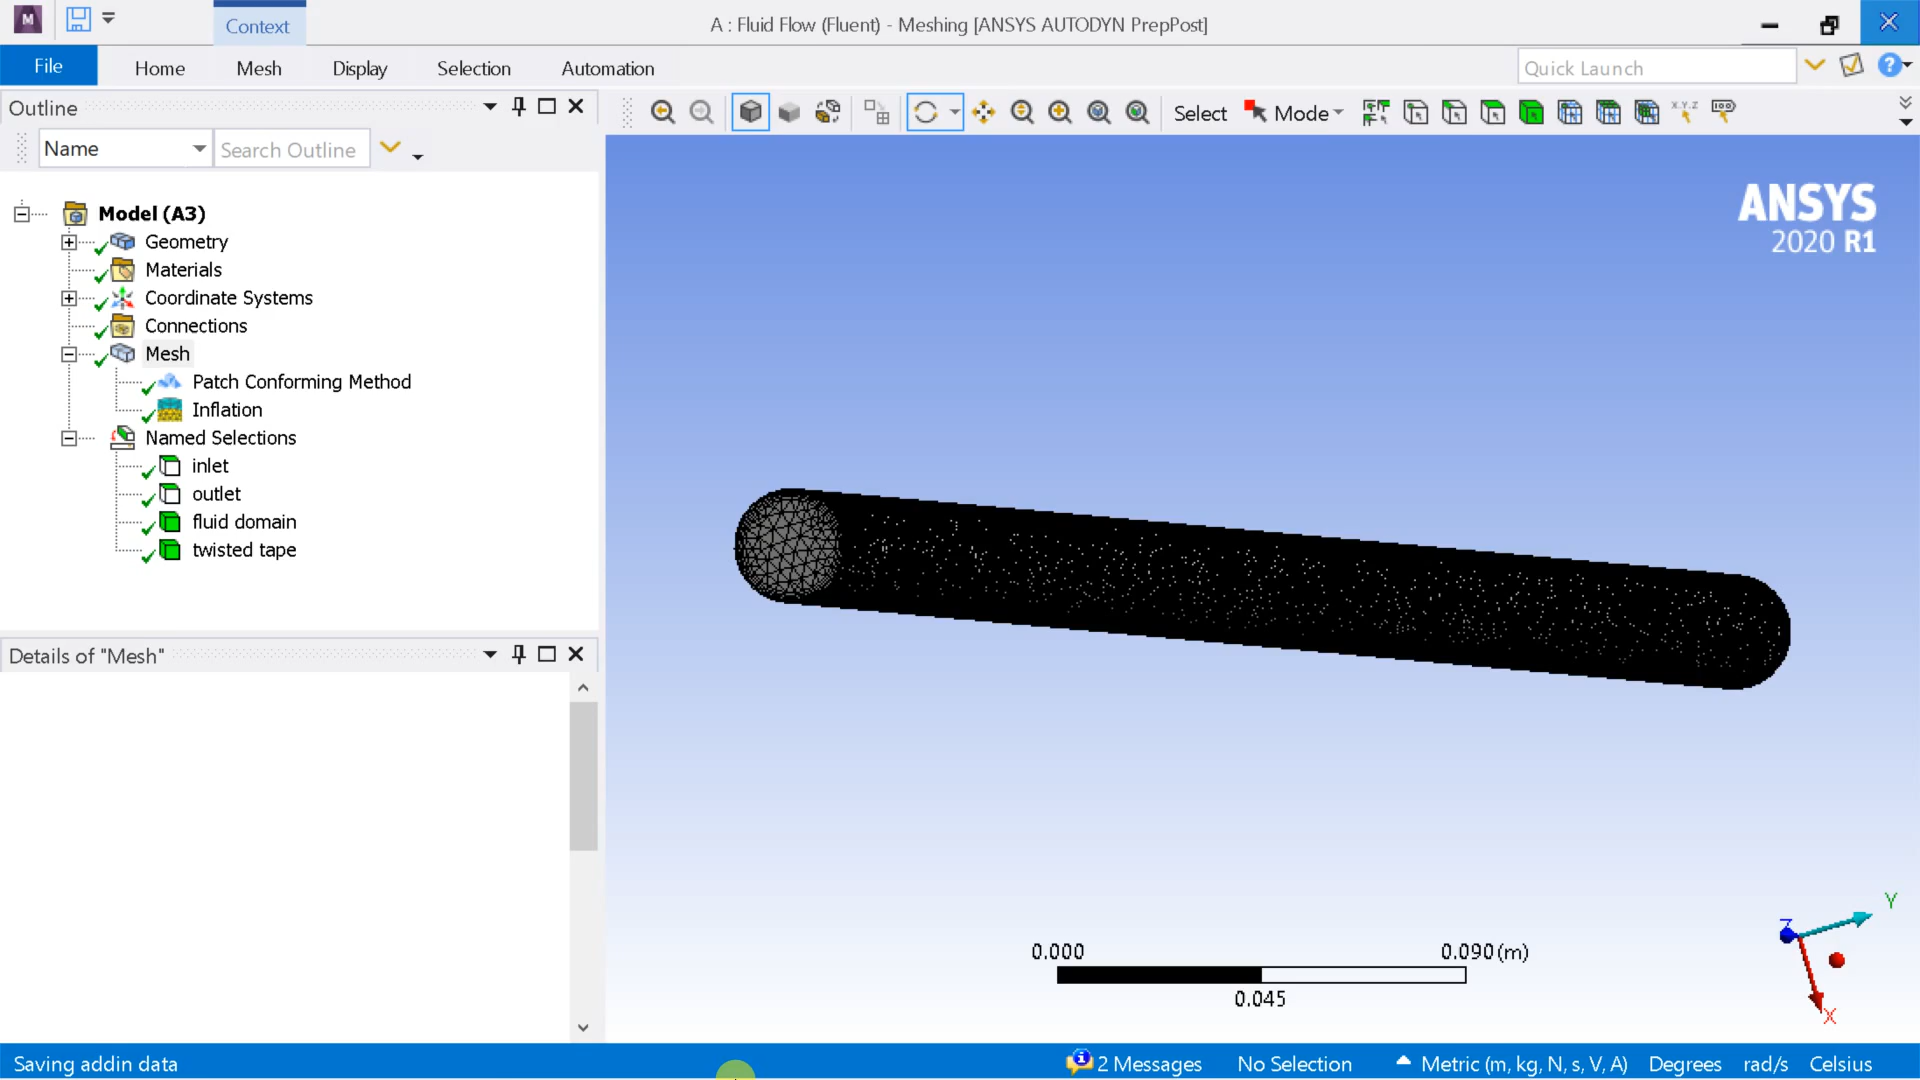 M
Context
A : Fluid Flow (Fluent) - Meshing [ANSYS AUTODYN PrepPost]
File
Home
Mesh
Display
Selection
Automation
Quick Launch
Outline
Select
Mode
X.Y.Z
Name
Search Outline
Model (A3)
Geometry
Materials
Coordinate Systems
Connections
Mesh
Patch Conforming Method
Inflation
Named Selections
inlet
outlet
fluid domain
twisted tape
Details of "Mesh"
ANSYS
2020 R1
0.000
0.090 (m)
0.045
Y
Z
X
Saving addin data
2 Messages
No Selection
Metric (m, kg, N, s, V, A)
Degrees
rad/s
Celsius